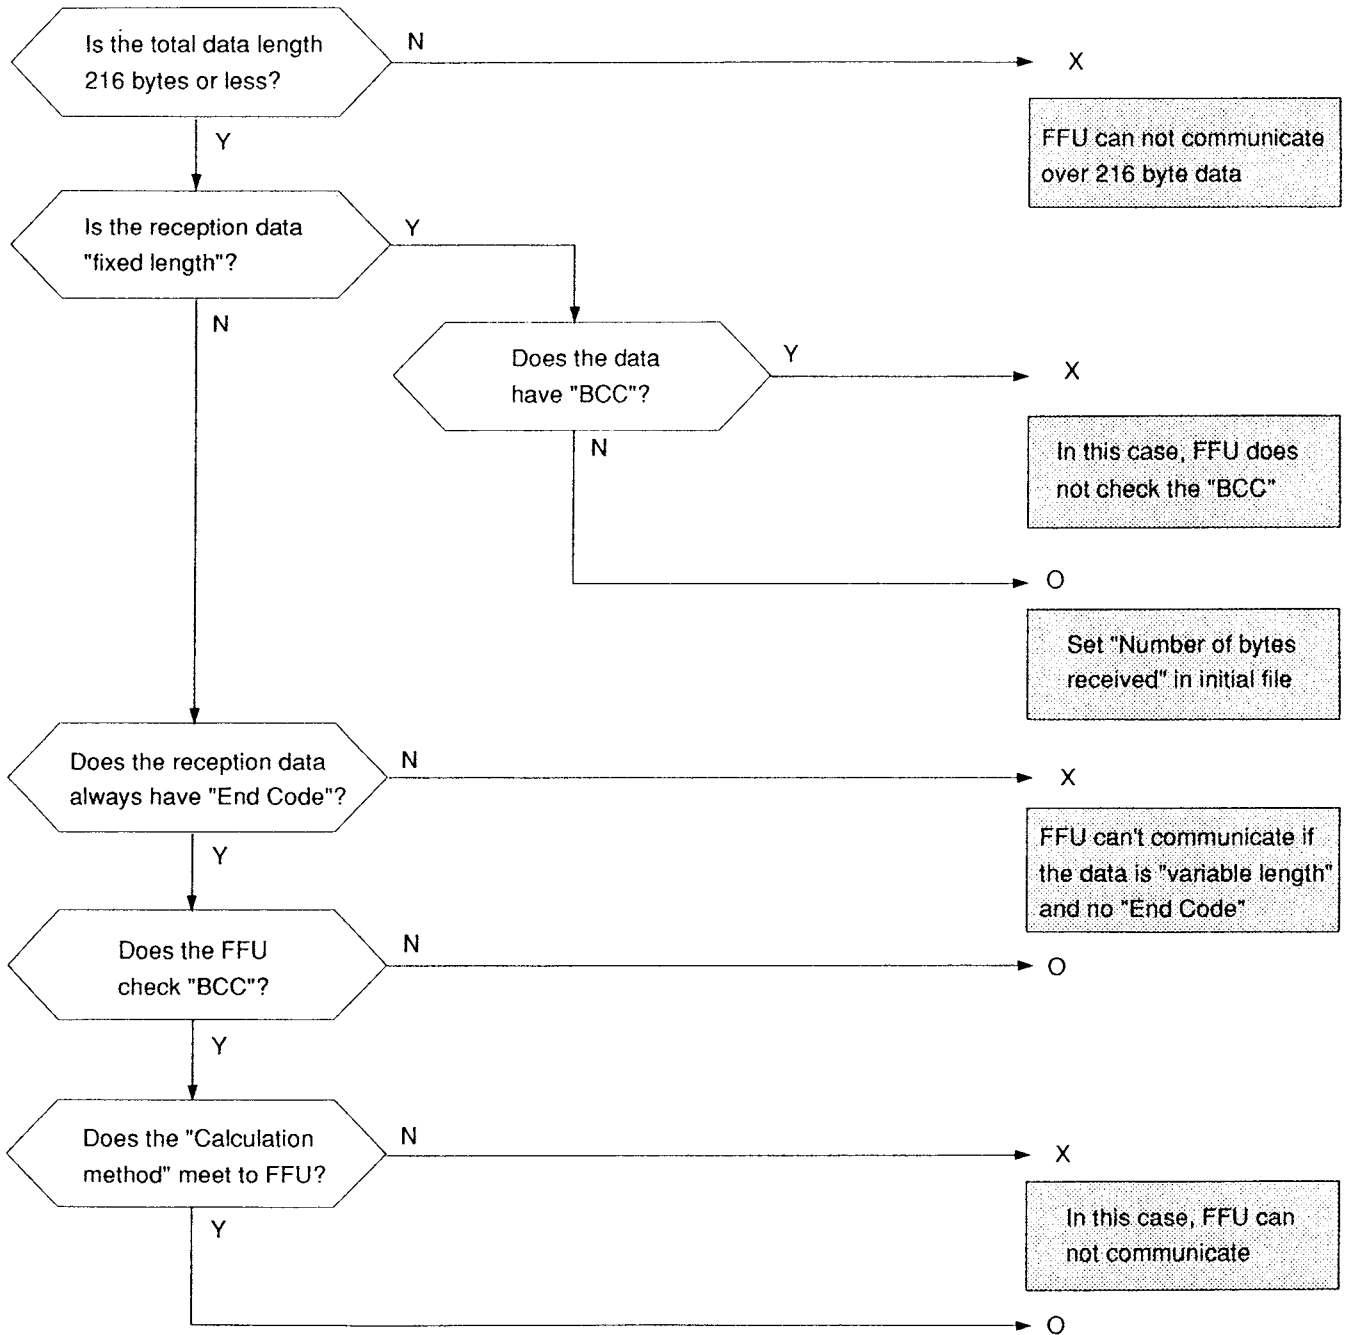 Is the total data length
216 bytes or less?
N
X
FFU can not communicate
over 216 byte data
Y
Is the reception data
"fixed length"?
Y
N
Does the data
have "BCC"?
Y
X
In this case, FFU does
not check the "BCC"
N
O
Set "Number of bytes
received" in initial file
Does the reception data
always have "End Code"?
N
X
FFU can't communicate if
the data is "variable length"
and no "End Code"
Y
Does the FFU
check "BCC"?
N
O
Y
Does the "Calculation
method" meet to FFU?
N
X
In this case, FFU can
not communicate
Y
O